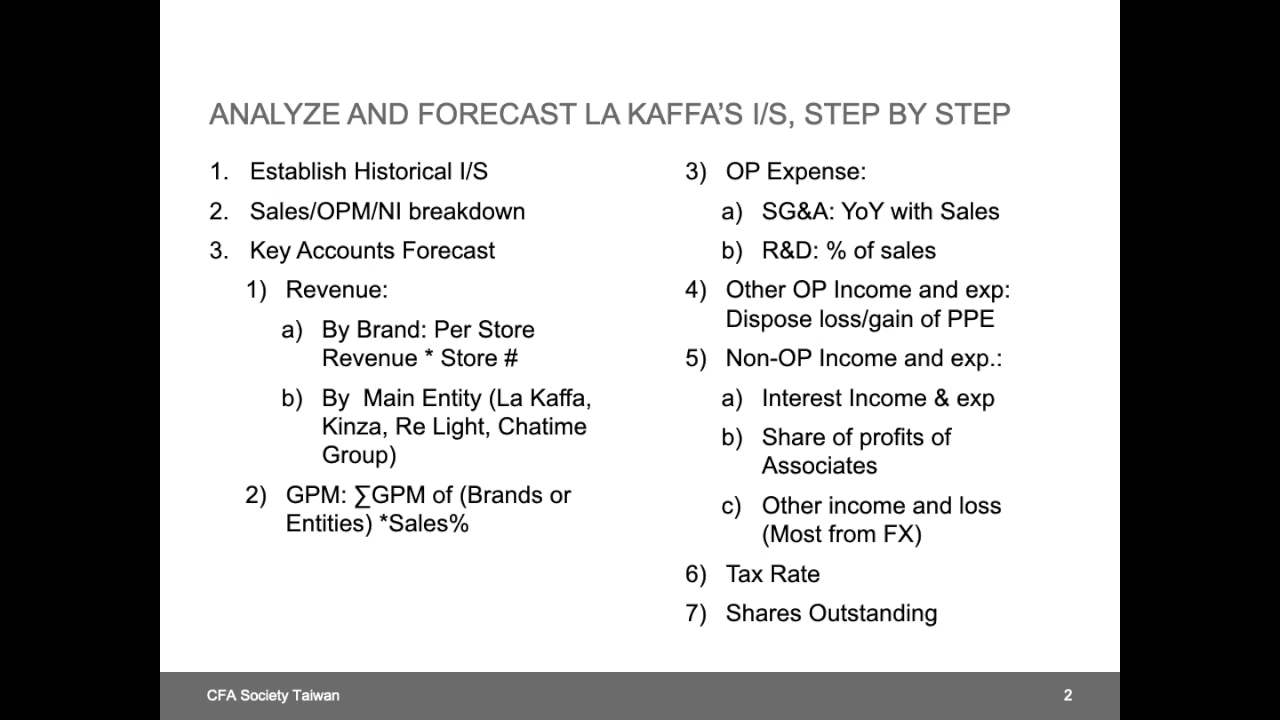 ANALYZE AND FORECAST LA KAFFA’S I/S, STEP BY STEP
1. Establish Historical I/S
2. Sales/OPM/NI breakdown
3. Key Accounts Forecast
1) Revenue:
a) By Brand: Per Store
Revenue * Store #
b) By Main Entity (La Kaffa,
Kinza, Re Light, Chatime
Group)
2) GPM: ∑GPM of (Brands or
Entities) *Sales%
3) OP Expense:
a) SG&A: YoY with Sales
b) R&D: % of sales
4) Other OP Income and exp:
Dispose loss/gain of PPE
5) Non-OP Income and exp.:
a) Interest Income & exp
b) Share of profits of
Associates
c) Other income and loss
(Most from FX)
6) Tax Rate
7) Shares Outstanding
CFA Society Taiwan
2